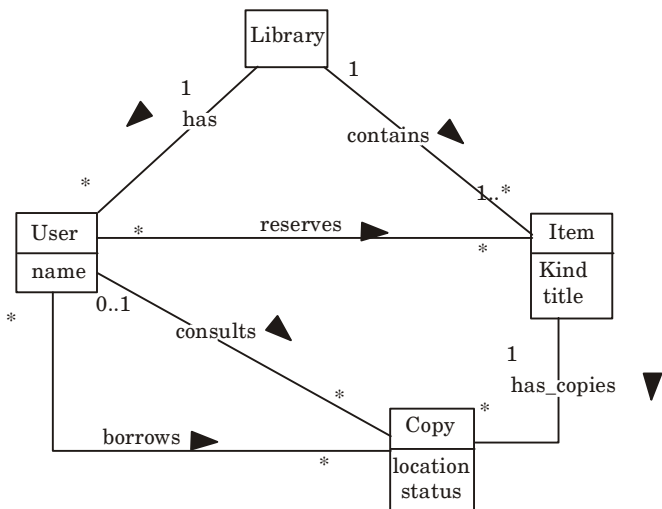 Library
1
1
has
contains
*
1..*
User
*
reserves
*
Item
name
Kind
title
*
0..1
consults
1
has_copies
*
*
Copy
borrows
*
location
status